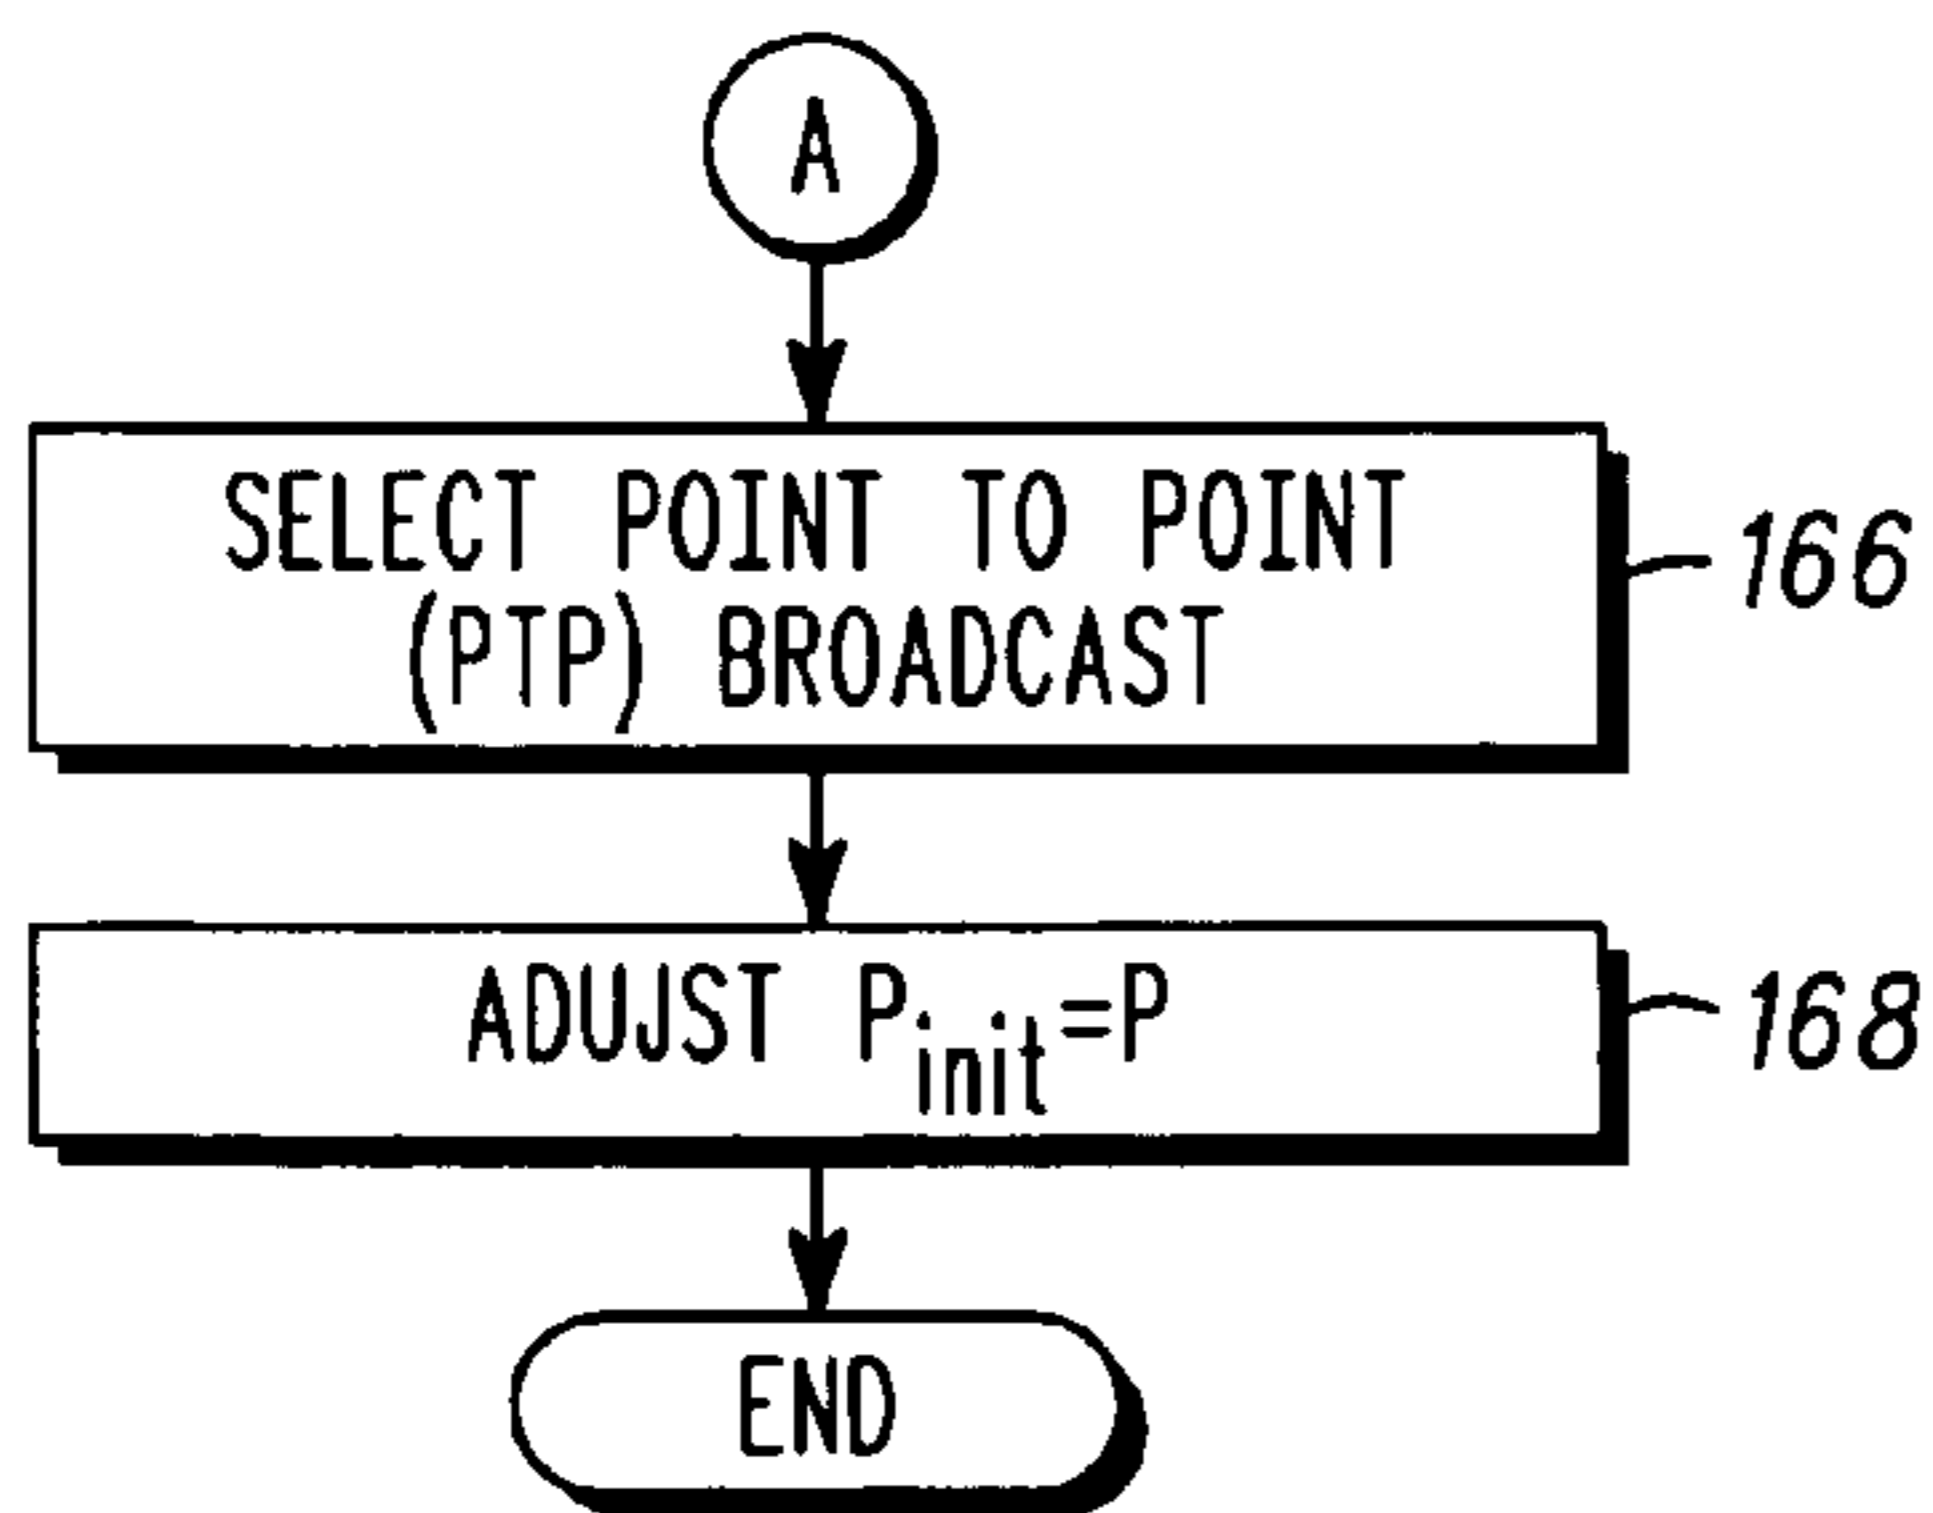 A
SELECT POINT TO POINT
(PTP) BROADCAST
166
ADUJST Pinit=P
168
END